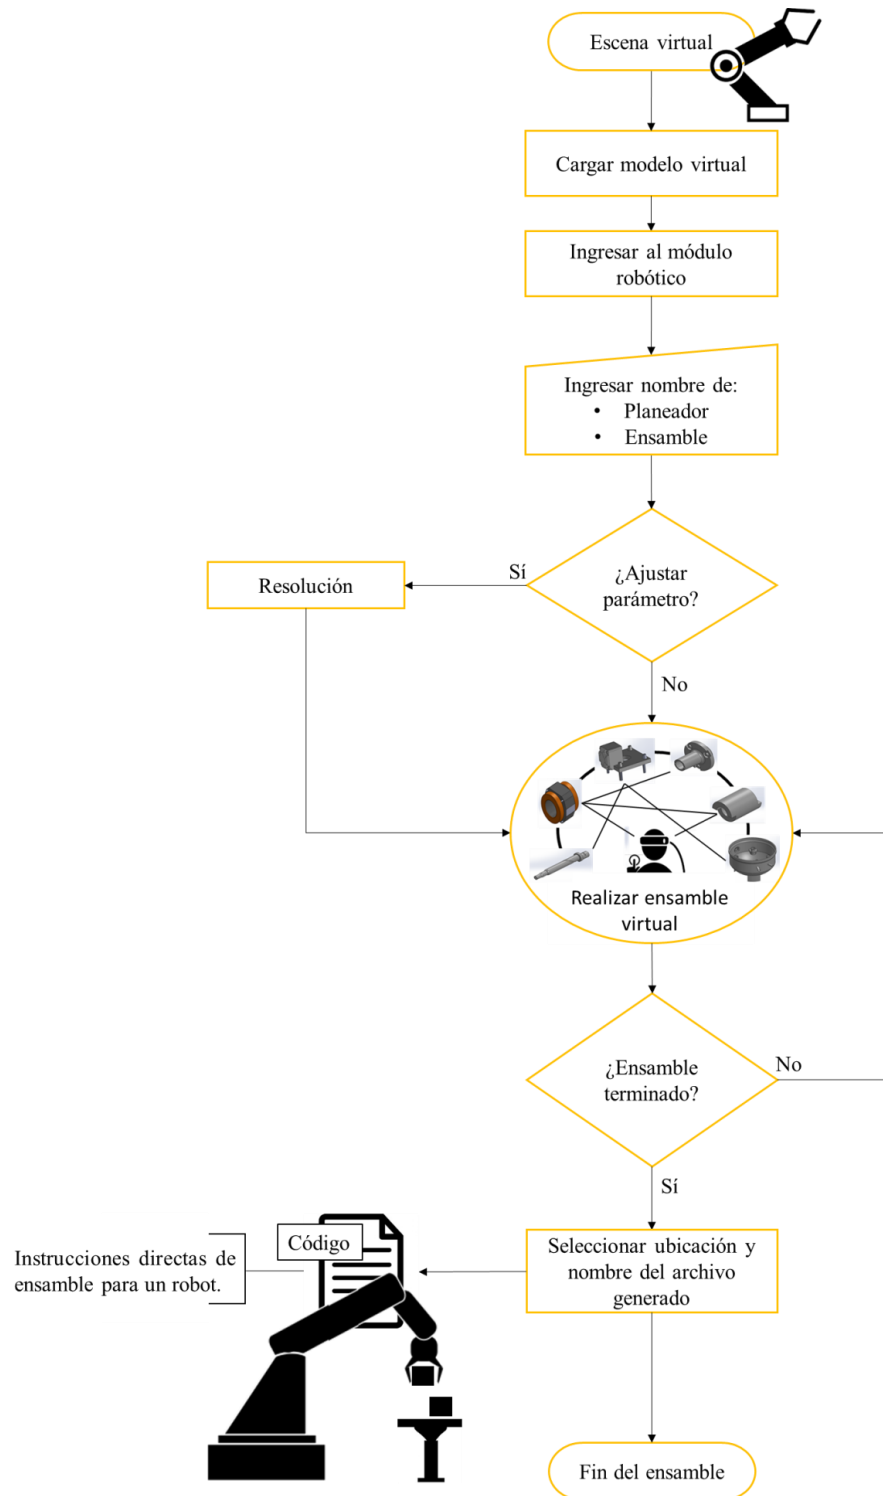 Escena virtual
Cargar modelo virtual
Ingresar al módulo
robótico
Ingresar nombre de:
• Planeador
• Ensamble
¿Ajustar
parámetro?
Sí
Resolución
No
Realizar ensamble
virtual
¿Ensamble
terminado?
No
Sí
Seleccionar ubicación y
nombre del archivo
generado
Código
Instrucciones directas de
ensamble para un robot.
Fin del ensamble